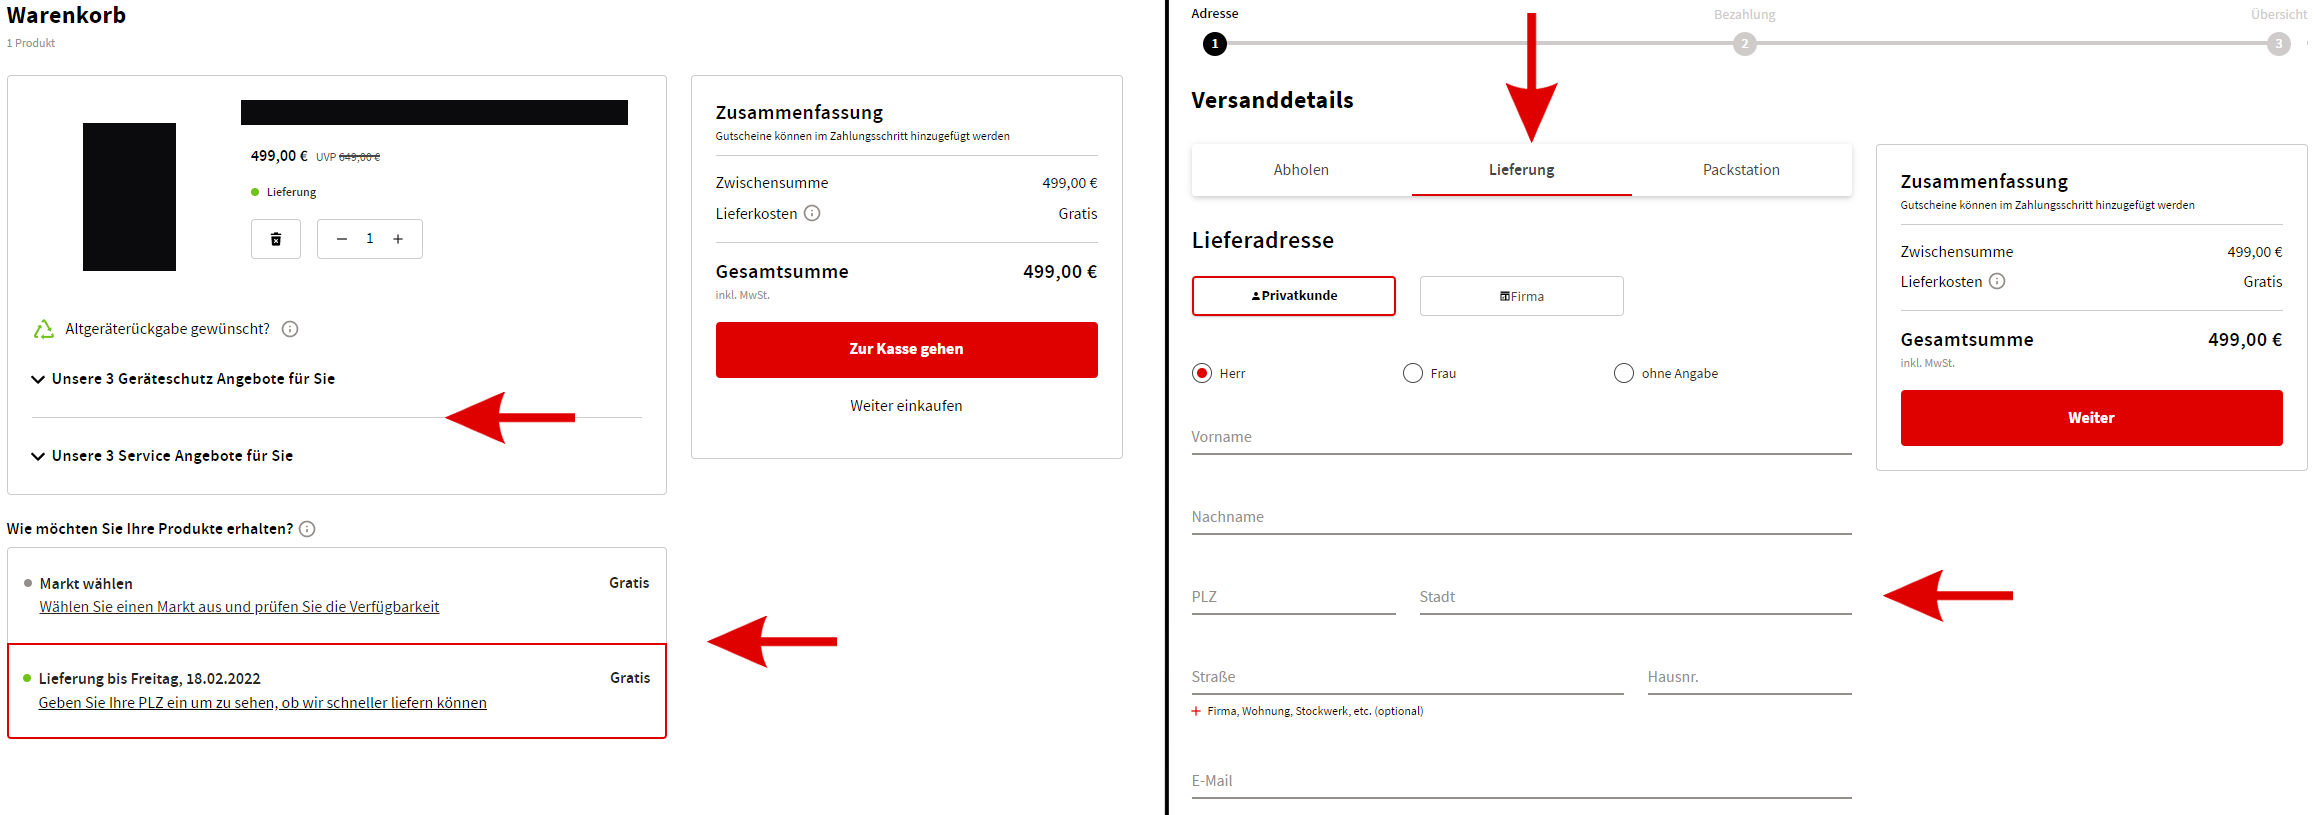 Warenkorb
1 Produkt
499,00 € UVP 649,00 €
Lieferung
1
Altgeräterückgabe gewünscht?
Unsere 3 Geräteschutz Angebote für Sie
Unsere 3 Service Angebote für Sie
Wie möchten Sie Ihre Produkte erhalten?
Markt wählen Gratis
Wählen Sie einen Markt aus und prüfen Sie die Verfügbarkeit
Lieferung bis Freitag, 18.02.2022 Gratis
Geben Sie Ihre PLZ ein um zu sehen, ob wir schneller liefern können
Zusammenfassung
Gutscheine können im Zahlungsschritt hinzugefügt werden
Zwischensumme 499,00 €
Lieferkosten Gratis
Gesamtsumme 499,00 €
inkl. MwSt.
Zur Kasse gehen
Weiter einkaufen
Adresse Bezahlung Übersicht
1 2 3
Versanddetails
Abholen Lieferung Packstation
Lieferadresse
Privatkunde Firma
Herr Frau ohne Angabe
Vorname
Nachname
PLZ Stadt
Straße Hausnr.
+ Firma, Wohnung, Stockwerk, etc. (optional)
E-Mail
Zusammenfassung
Gutscheine können im Zahlungsschritt hinzugefügt werden
Zwischensumme 499,00 €
Lieferkosten Gratis
Gesamtsumme 499,00 €
inkl. MwSt.
Weiter